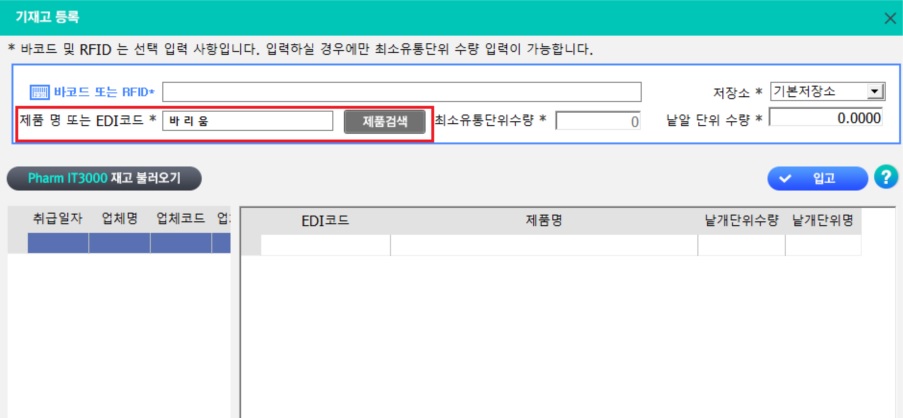 기재고 등록
* 바코드 및 RFID 는 선택 입력 사항입니다. 입력하실 경우에만 최소유통단위 수량 입력이 가능합니다.
바코드 또는 RFID*
저장소 * 기본저장소
제품 명 또는 EDI코드 * 바리움 제품검색 최소유통단위수량 * 0 낱알 단위 수량 * 0.0000
Pharm IT3000 재고 불러오기 입고 ?
취급일자 업체명 업체코드 EDI코드 제품명 낱개단위수량 낱개단위명